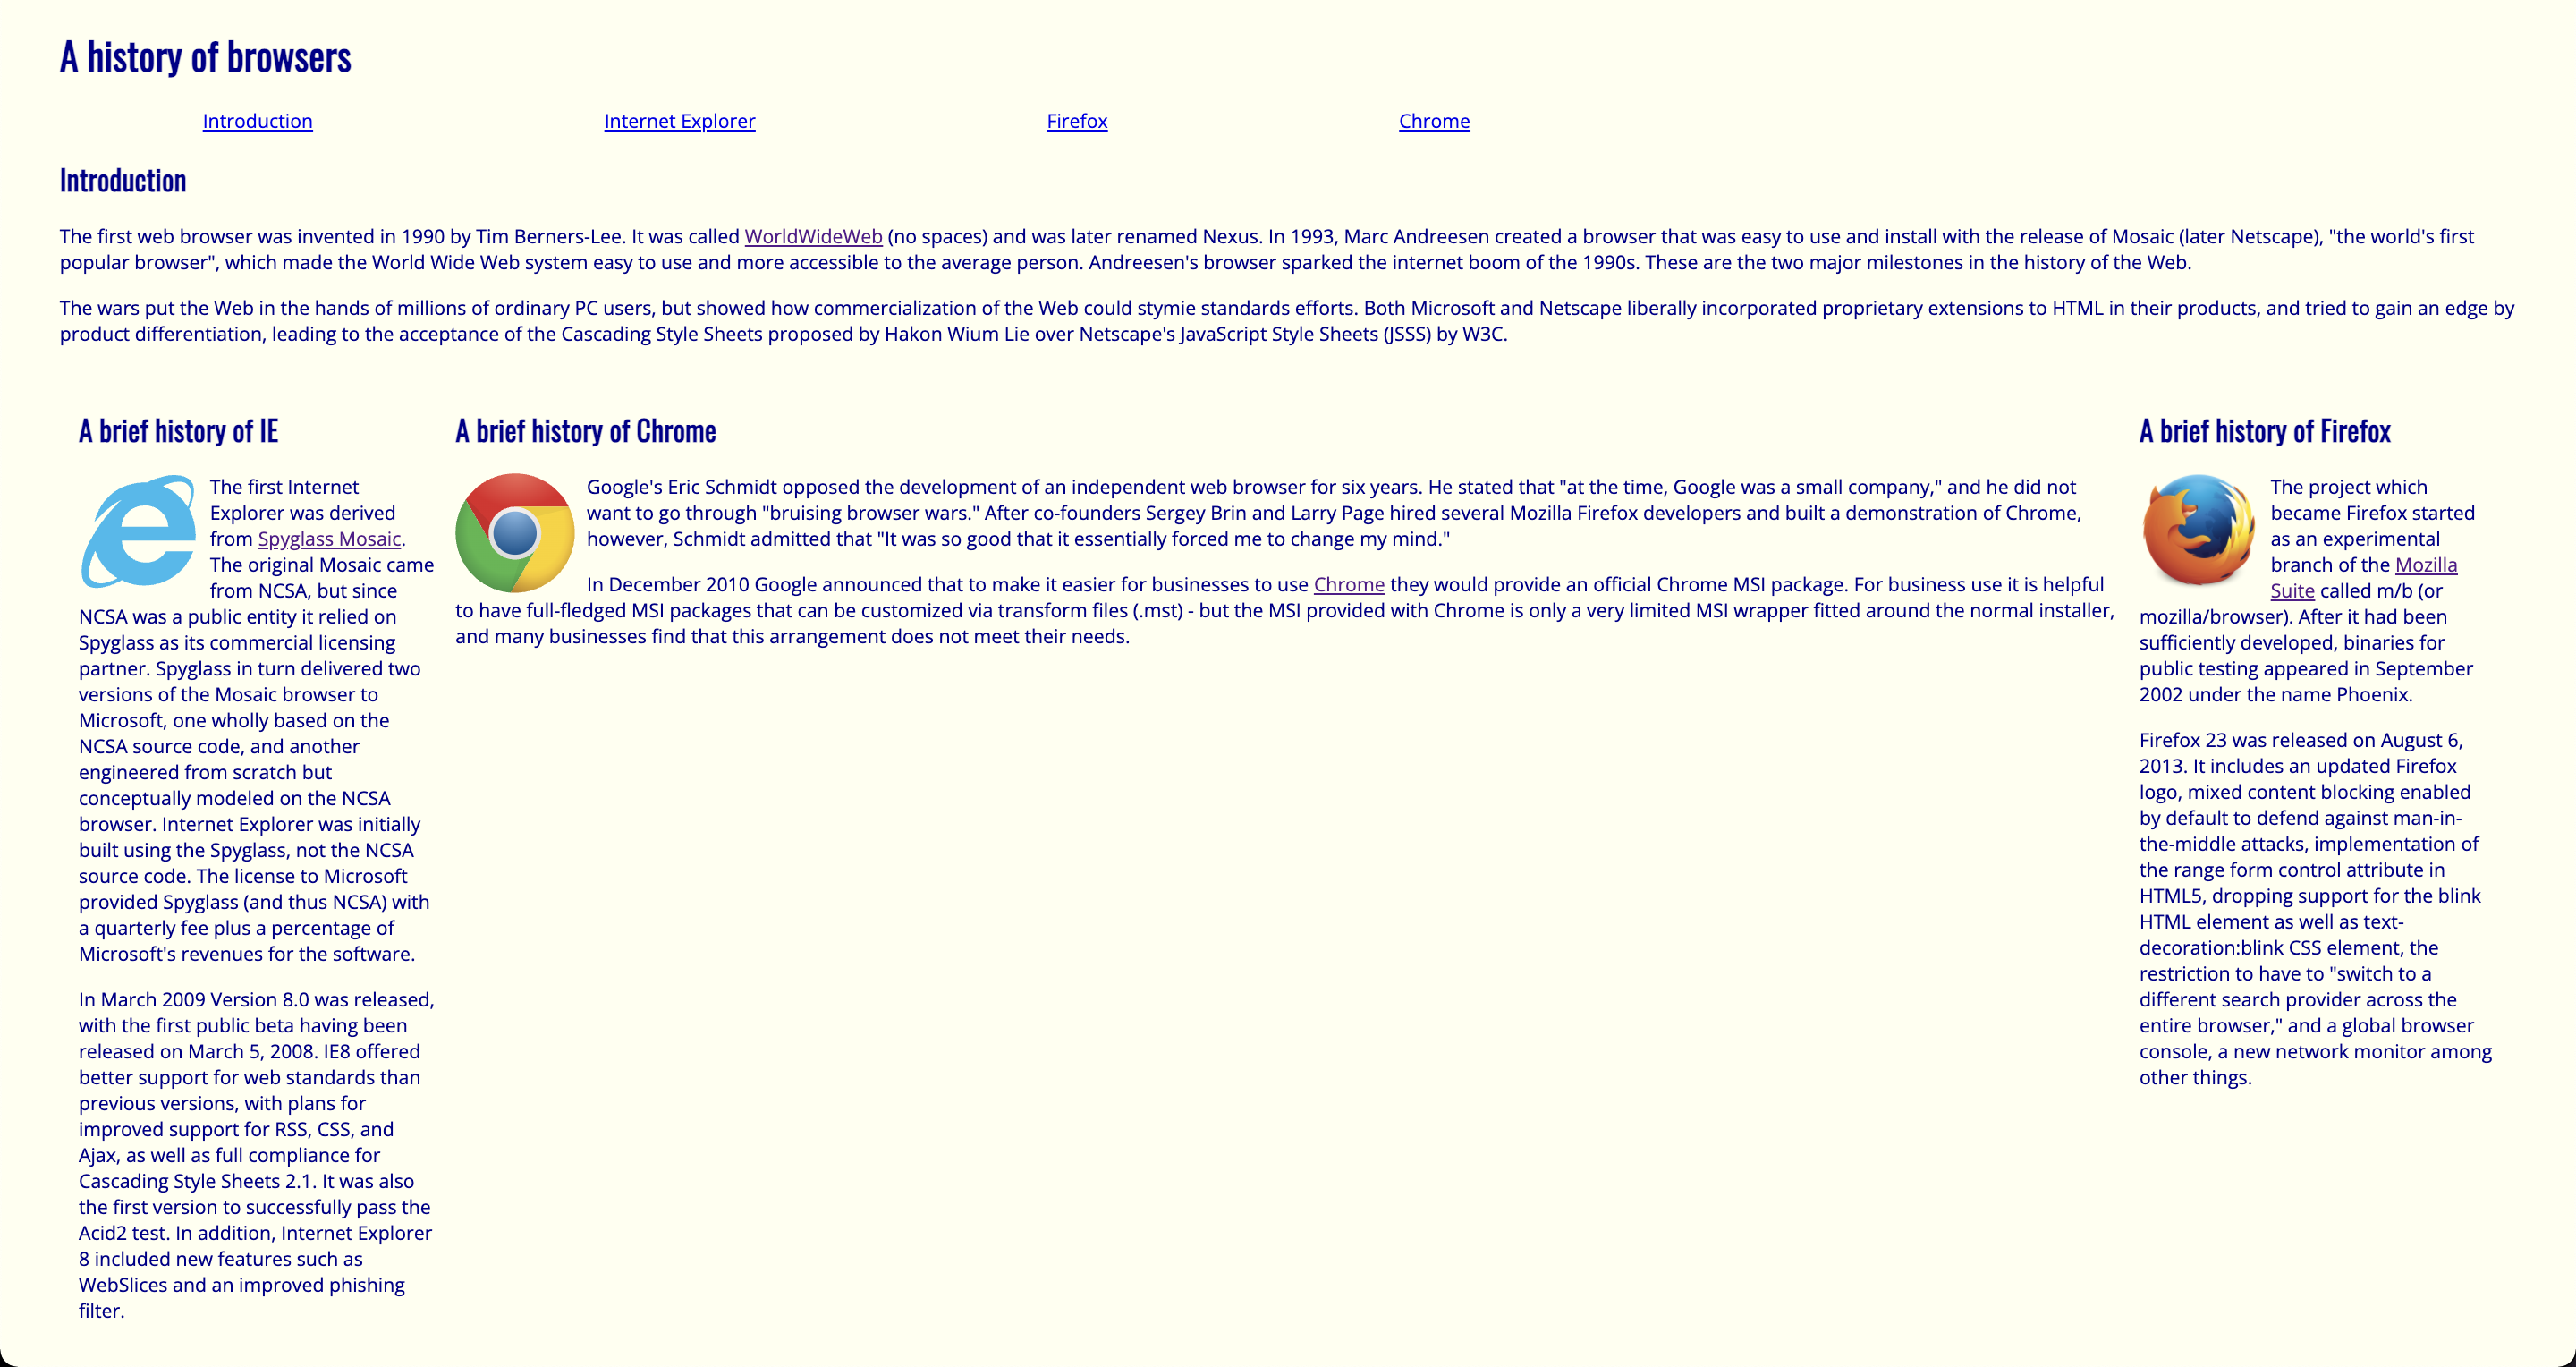 A history of browsers
Introduction
Internet Explorer
Firefox
Chrome
Introduction
The first web browser was invented in 1990 by Tim Berners-Lee. It was called WorldWideWeb (no spaces) and was later renamed Nexus. In 1993, Marc Andreesen created a browser that was easy to use and install with the release of Mosaic (later Netscape), "the world's first
popular browser", which made the World Wide Web system easy to use and more accessible to the average person. Andreesen's browser sparked the internet boom of the 1990s. These are the two major milestones in the history of the Web.
The wars put the Web in the hands of millions of ordinary PC users, but showed how commercialization of the Web could stymie standards efforts. Both Microsoft and Netscape liberally incorporated proprietary extensions to HTML in their products, and tried to gain an edge by
product differentiation, leading to the acceptance of the Cascading Style Sheets proposed by Hakon Wium Lie over Netscape's JavaScript Style Sheets (JSSS) by W3C.
A brief history of IE
The first Internet
Explorer was derived
from Spyglass Mosaic.
The original Mosaic came
from NCSA, but since
NCSA was a public entity it relied on
Spyglass as its commercial licensing
partner. Spyglass in turn delivered two
versions of the Mosaic browser to
Microsoft, one wholly based on the
NCSA source code, and another
engineered from scratch but
conceptually modeled on the NCSA
browser. Internet Explorer was initially
built using the Spyglass, not the NCSA
source code. The license to Microsoft
provided Spyglass (and thus NCSA) with
a quarterly fee plus a percentage of
Microsoft's revenues for the software.
In March 2009 Version 8.0 was released,
with the first public beta having been
released on March 5, 2008. IE8 offered
better support for web standards than
previous versions, with plans for
improved support for RSS, CSS, and
Ajax, as well as full compliance for
Cascading Style Sheets 2.1. It was also
the first version to successfully pass the
Acid2 test. In addition, Internet Explorer
8 included new features such as
WebSlices and an improved phishing
filter.
A brief history of Chrome
Google's Eric Schmidt opposed the development of an independent web browser for six years. He stated that "at the time, Google was a small company," and he did not
want to go through "bruising browser wars." After co-founders Sergey Brin and Larry Page hired several Mozilla Firefox developers and built a demonstration of Chrome,
however, Schmidt admitted that "It was so good that it essentially forced me to change my mind."
In December 2010 Google announced that to make it easier for businesses to use Chrome they would provide an official Chrome MSI package. For business use it is helpful
to have full-fledged MSI packages that can be customized via transform files (.mst) - but the MSI provided with Chrome is only a very limited MSI wrapper fitted around the normal installer,
and many businesses find that this arrangement does not meet their needs.
A brief history of Firefox
The project which
became Firefox started
as an experimental
branch of the Mozilla
Suite called m/b (or
mozilla/browser). After it had been
sufficiently developed, binaries for
public testing appeared in September
2002 under the name Phoenix.
Firefox 23 was released on August 6,
2013. It includes an updated Firefox
logo, mixed content blocking enabled
by default to defend against man-in-
the-middle attacks, implementation of
the range form control attribute in
HTML5, dropping support for the blink
HTML element as well as text-
decoration:blink CSS element, the
restriction to have to "switch to a
different search provider across the
entire browser," and a global browser
console, a new network monitor among
other things.